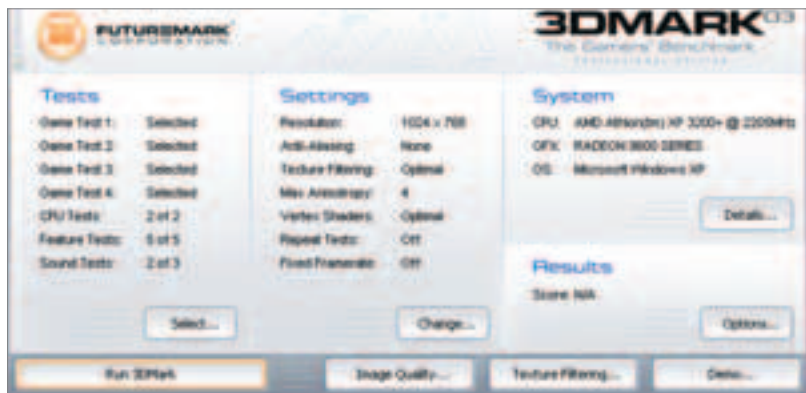 FUTUREMARK
CORPORATION
3DMARK03
The Gamers' Benchmark
PROFESSIONAL EDITION
Tests
Game Test 1: Selected
Game Test 2: Selected
Game Test 3: Selected
Game Test 4: Selected
CPU Tests: 2 of 2
Feature Tests: 5 of 5
Sound Tests: 2 of 3
Select...
Settings
Resolution: 1024 x 768
Anti-Aliasing: None
Texture Filtering: Optimal
Max Anisotropy: 4
Vertex Shaders: Optimal
Repeat Tests: Off
Fixed Framerate: Off
Change...
System
CPU: AMD Athlon(tm) XP 3200+ @ 2209MHz
GFX: RADEON 9800 SERIES
OS: Microsoft Windows XP
Details...
Results
Score: N/A
Options...
Run 3DMark
Image Quality...
Texture Filtering...
Demo...